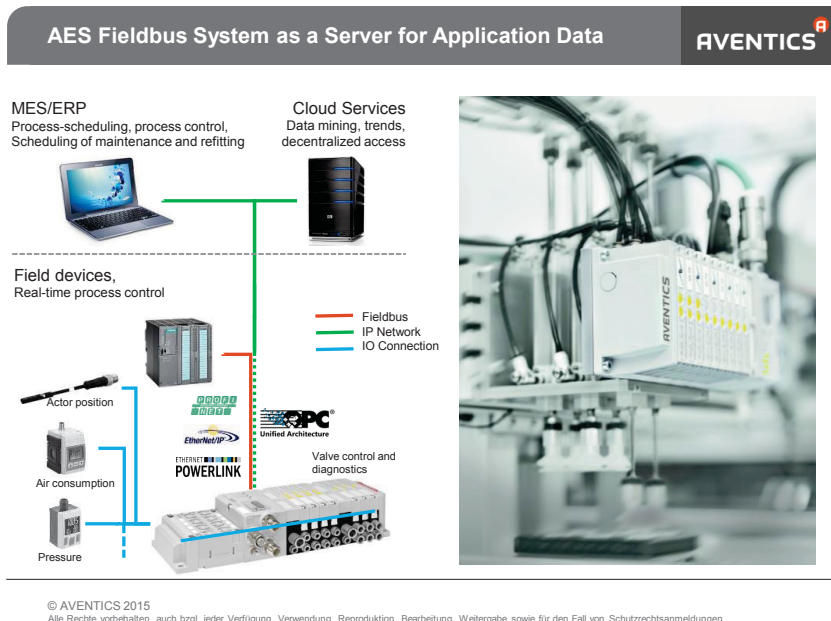 AES Fieldbus System as a Server for Application Data
AVENTICS
MES/ERP
Process-scheduling, process control,
Scheduling of maintenance and refitting
Cloud Services
Data mining, trends,
decentralized access
Field devices,
Real-time process control
Fieldbus
IP Network
IO Connection
Actor position
PROFI
NET
EtherNet/IP
ETHERNET
POWERLINK
OPC
Unified Architecture
Valve control and
diagnostics
Air consumption
Pressure
AVENTICS
© AVENTICS 2015
Alle Rechte vorbehalten, auch bzgl. jeder Verfügung, Verwendung, Reproduktion, Bearbeitung, Weitergabe sowie für den Fall von Schutzrechtsanmeldungen.